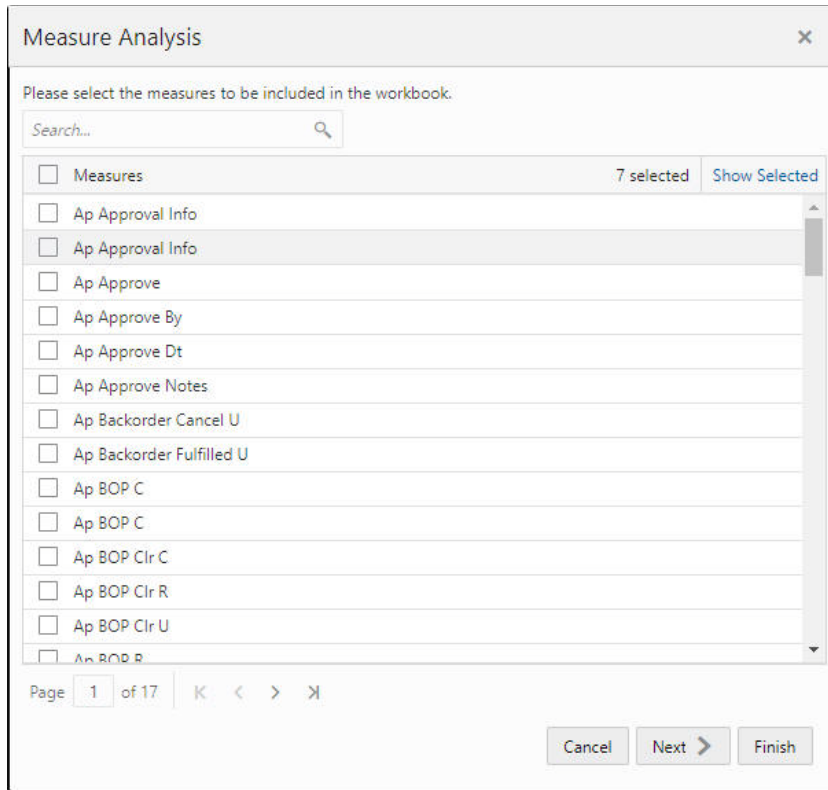 Measure Analysis
Please select the measures to be included in the workbook.
Search...
Measures 7 selected Show Selected
Ap Approval Info
Ap Approval Info
Ap Approve
Ap Approve By
Ap Approve Dt
Ap Approve Notes
Ap Backorder Cancel U
Ap Backorder Fulfilled U
Ap BOP C
Ap BOP C
Ap BOP Clr C
Ap BOP Clr R
Ap BOP Clr U
Ap BOP R
Page 1 of 17
Cancel Next Finish